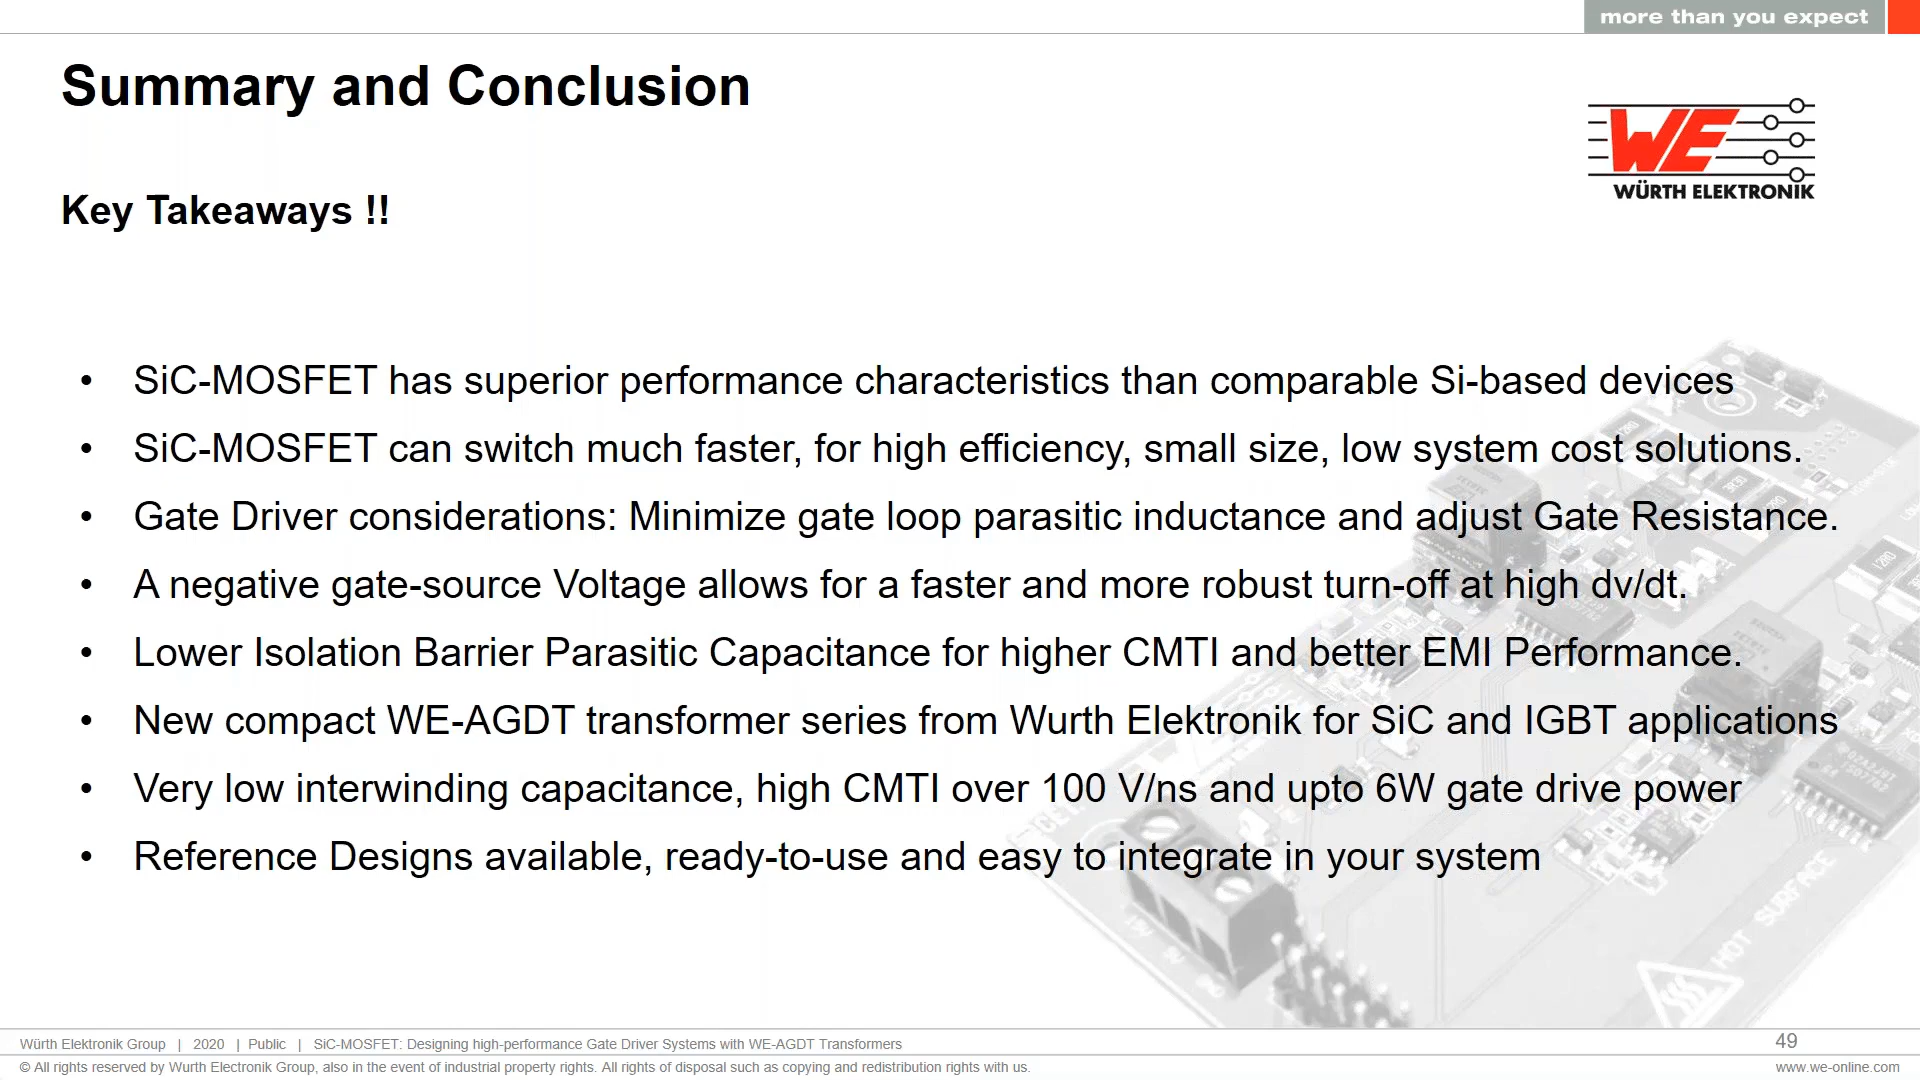 more than you expect
Summary and Conclusion
WE
WÜRTH ELEKTRONIK
Key Takeaways !!
• SiC-MOSFET has superior performance characteristics than comparable Si-based devices
• SiC-MOSFET can switch much faster, for high efficiency, small size, low system cost solutions.
• Gate Driver considerations: Minimize gate loop parasitic inductance and adjust Gate Resistance.
• A negative gate-source Voltage allows for a faster and more robust turn-off at high dv/dt.
• Lower Isolation Barrier Parasitic Capacitance for higher CMTI and better EMI Performance.
• New compact WE-AGDT transformer series from Wurth Elektronik for SiC and IGBT applications
• Very low interwinding capacitance, high CMTI over 100 V/ns and upto 6W gate drive power
• Reference Designs available, ready-to-use and easy to integrate in your system
HOT SURFACE
Würth Elektronik Group | 2020 | Public | SiC-MOSFET: Designing high-performance Gate Driver Systems with WE-AGDT Transformers
49
© All rights reserved by Wurth Electronik Group, also in the event of industrial property rights. All rights of disposal such as copying and redistribution rights with us.
www.we-online.com